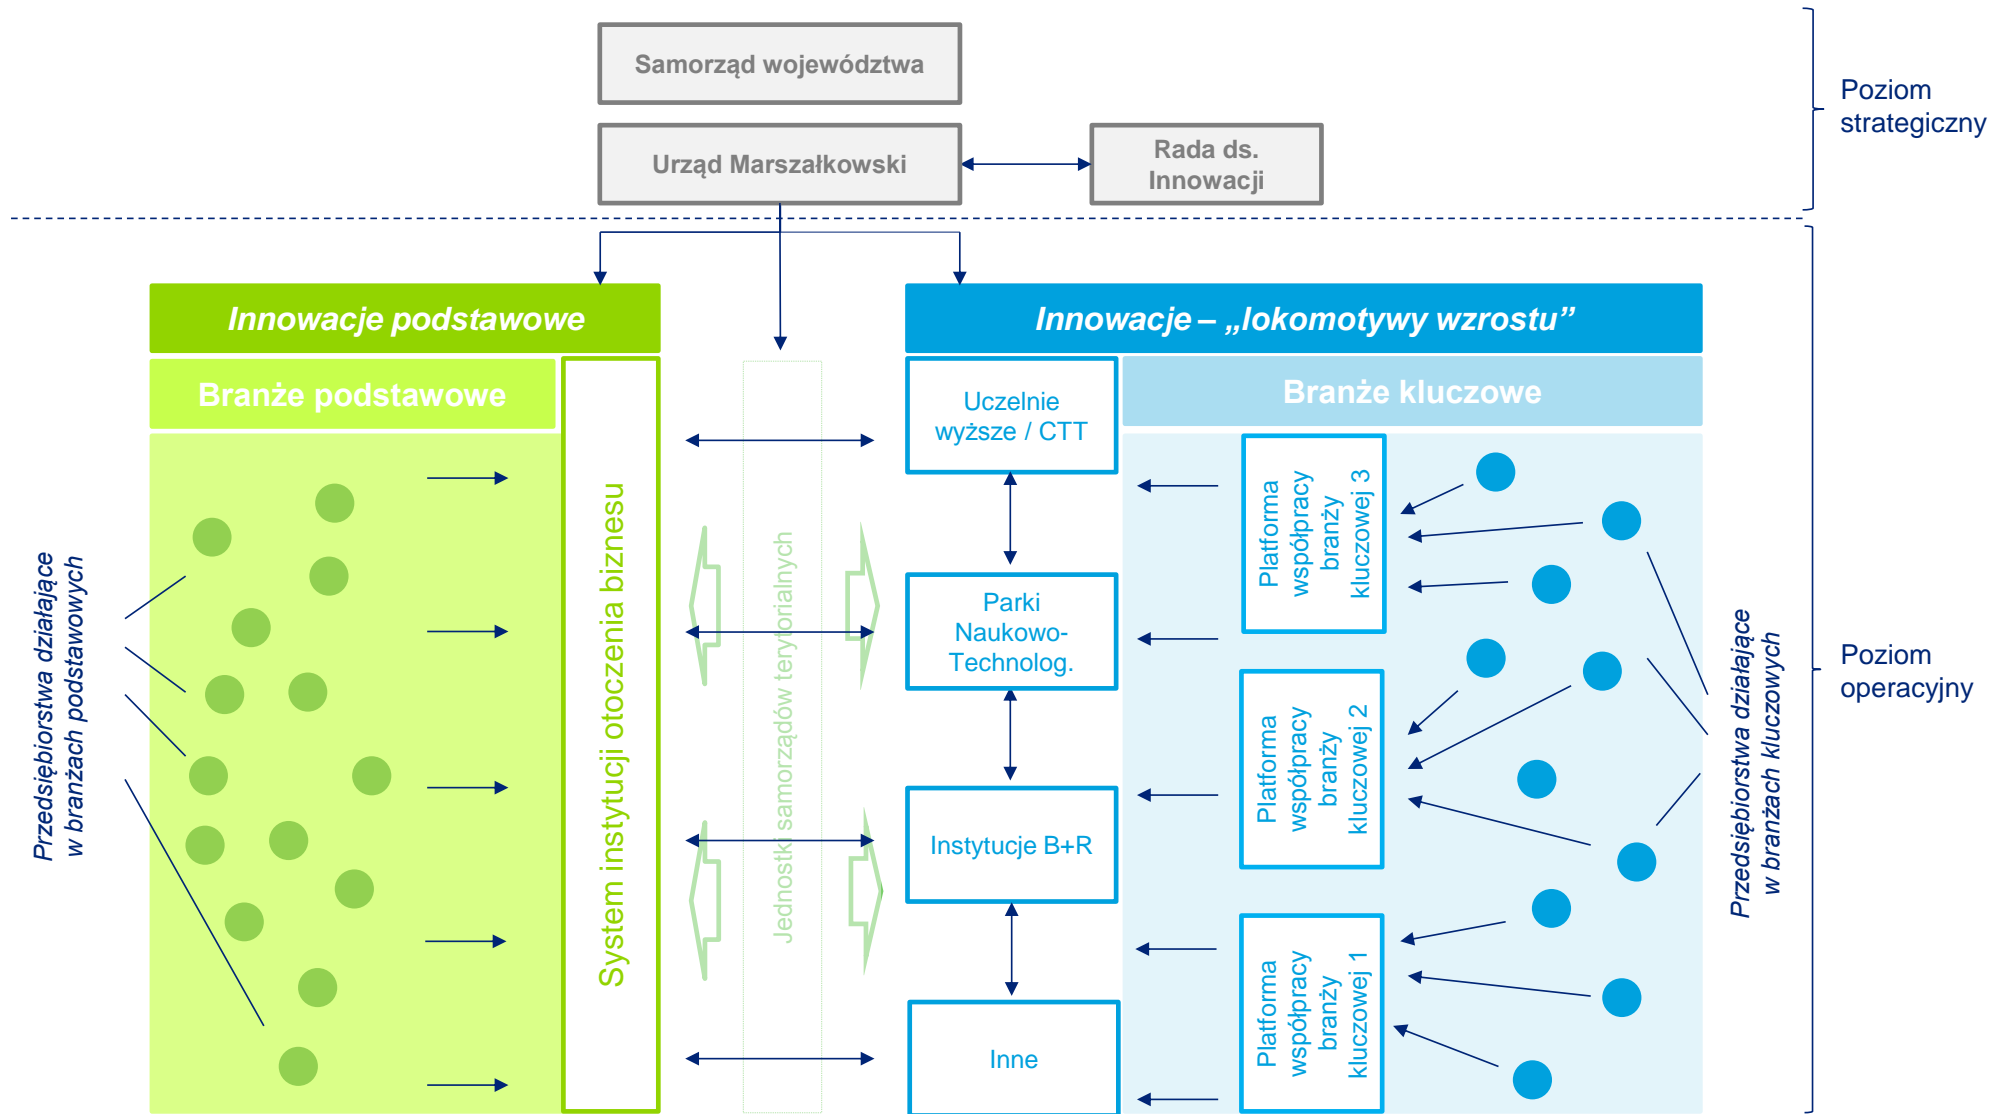 Samorząd województwa
Urząd Marszałkowski
Rada ds.
Innowacji
Poziom
strategiczny
Innowacje podstawowe
Innowacje – „lokomotywy wzrostu”
Branże podstawowe
Branże kluczowe
Przedsiębiorstwa działające
w branżach podstawowych
System instytucji otoczenia biznesu
Jednostki samorządów terytorialnych
Uczelnie
wyższe / CTT
Parki
Naukowo-
Technolog.
Instytucje B+R
Inne
Platforma
współpracy
branży
kluczowej 3
Platforma
współpracy
branży
kluczowej 2
Platforma
współpracy
branży
kluczowej 1
Przedsiębiorstwa działające
w branżach kluczowych
Poziom
operacyjny